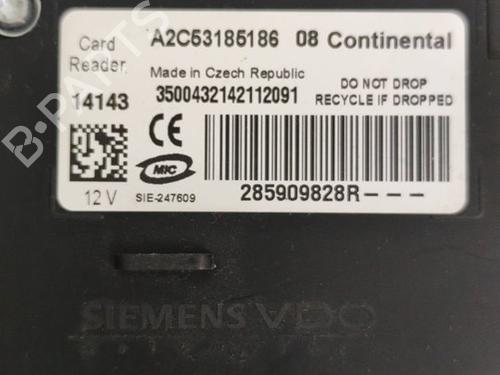 Card Reader
A2C53185186 08 Continental
Made in Czech Republic
14143
3500432142112091
DO NOT DROP
RECYCLE IF DROPPED
CE
MIC
12 V
SIE-247609
285909828R---
SIEMENS VDO
B-PARTS